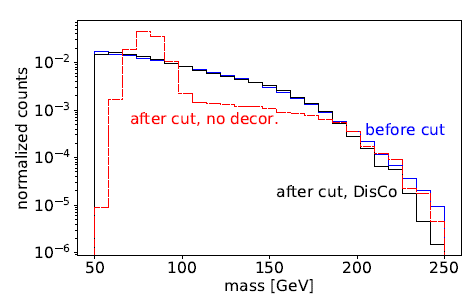 normalized counts
10⁻²
10⁻³
10⁻⁴
10⁻⁵
10⁻⁶
after cut, no decor.
before cut
after cut, DisCo
50 100 150 200 250
mass [GeV]